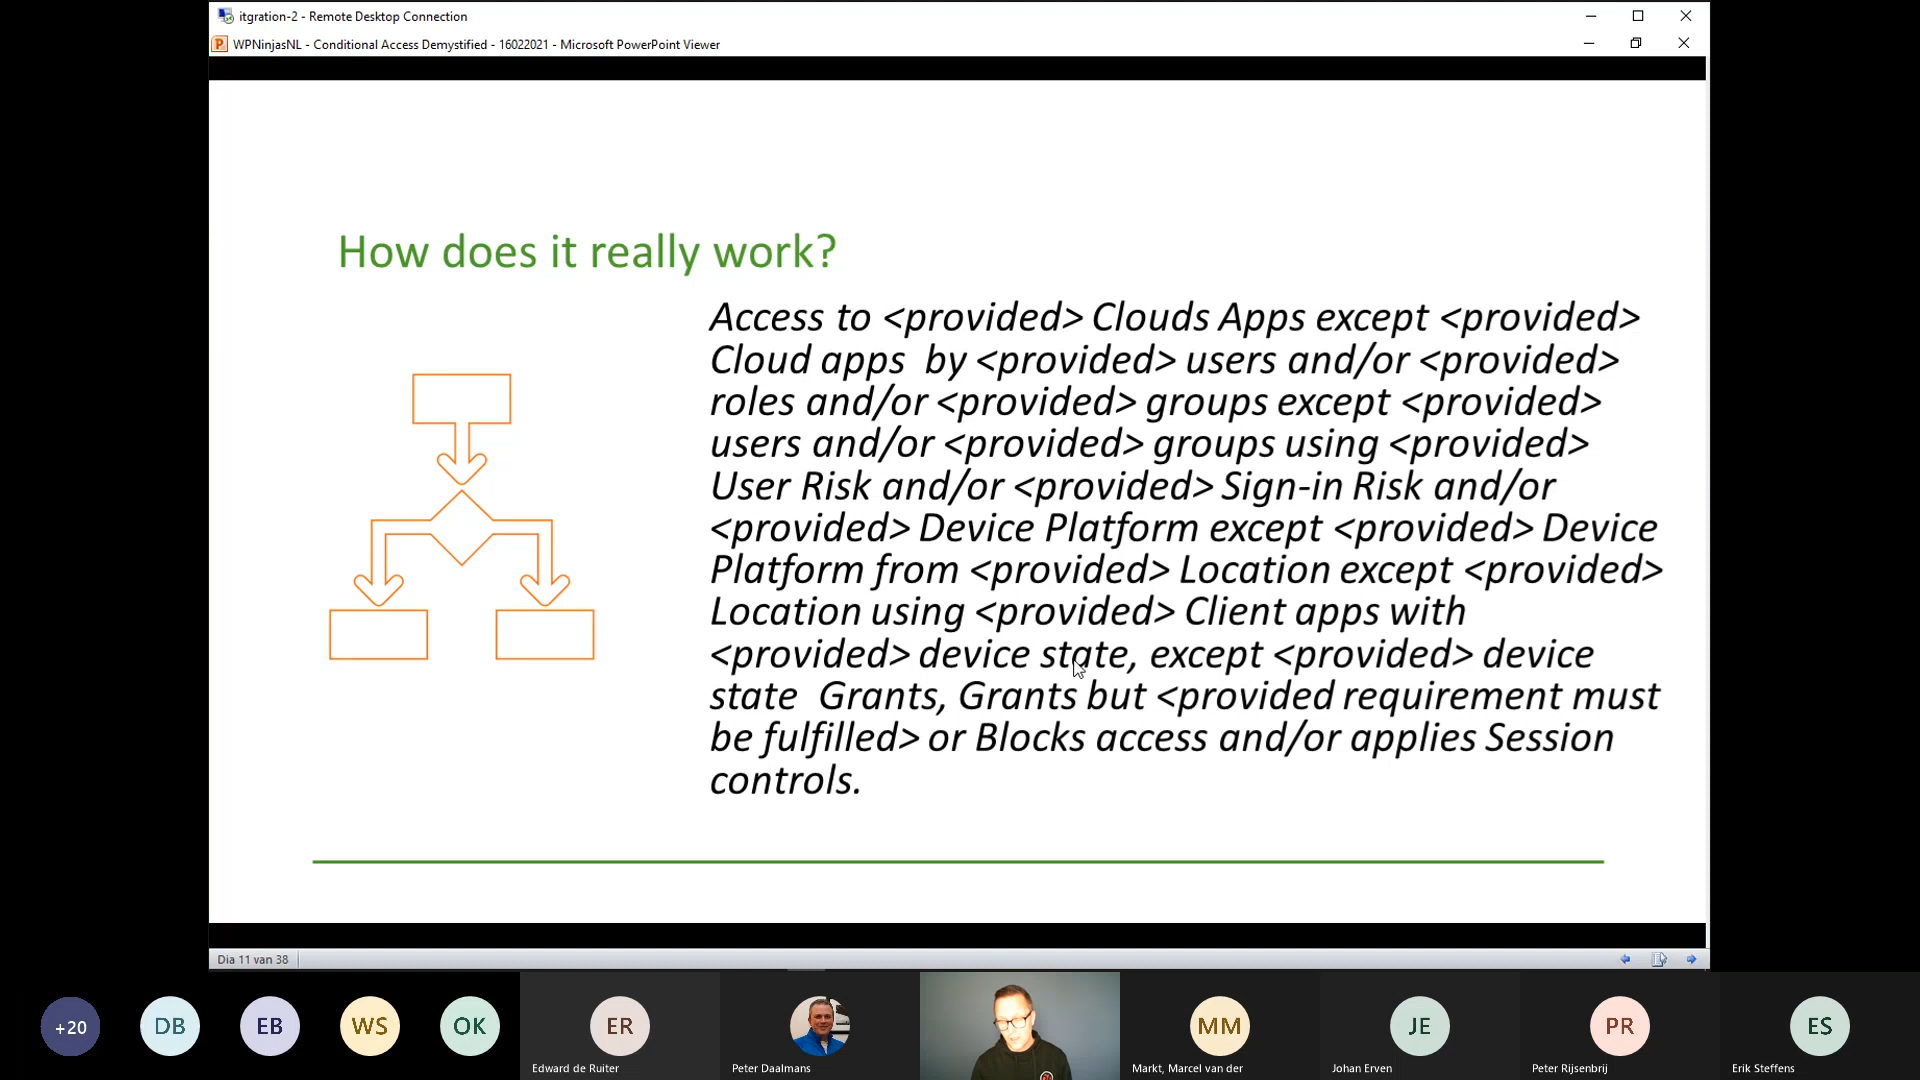 itgration-2 - Remote Desktop Connection
WPNinjasNL - Conditional Access Demystified - 16022021 - Microsoft PowerPoint Viewer
How does it really work?
Access to <provided> Clouds Apps except <provided>
Cloud apps  by <provided> users and/or <provided>
roles and/or <provided> groups except <provided>
users and/or <provided> groups using <provided>
User Risk and/or <provided> Sign-in Risk and/or
<provided> Device Platform except <provided> Device
Platform from <provided> Location except <provided>
Location using <provided> Client apps with
<provided> device state, except <provided> device
state  Grants, Grants but <provided requirement must
be fulfilled> or Blocks access and/or applies Session
controls.
Dia 11 van 38
+20
DB
EB
WS
OK
ER
MM
JE
PR
ES
Edward de Ruiter
Peter Daalmans
Markt, Marcel van der
Johan Erven
Peter Rijsenbrij
Erik Steffens